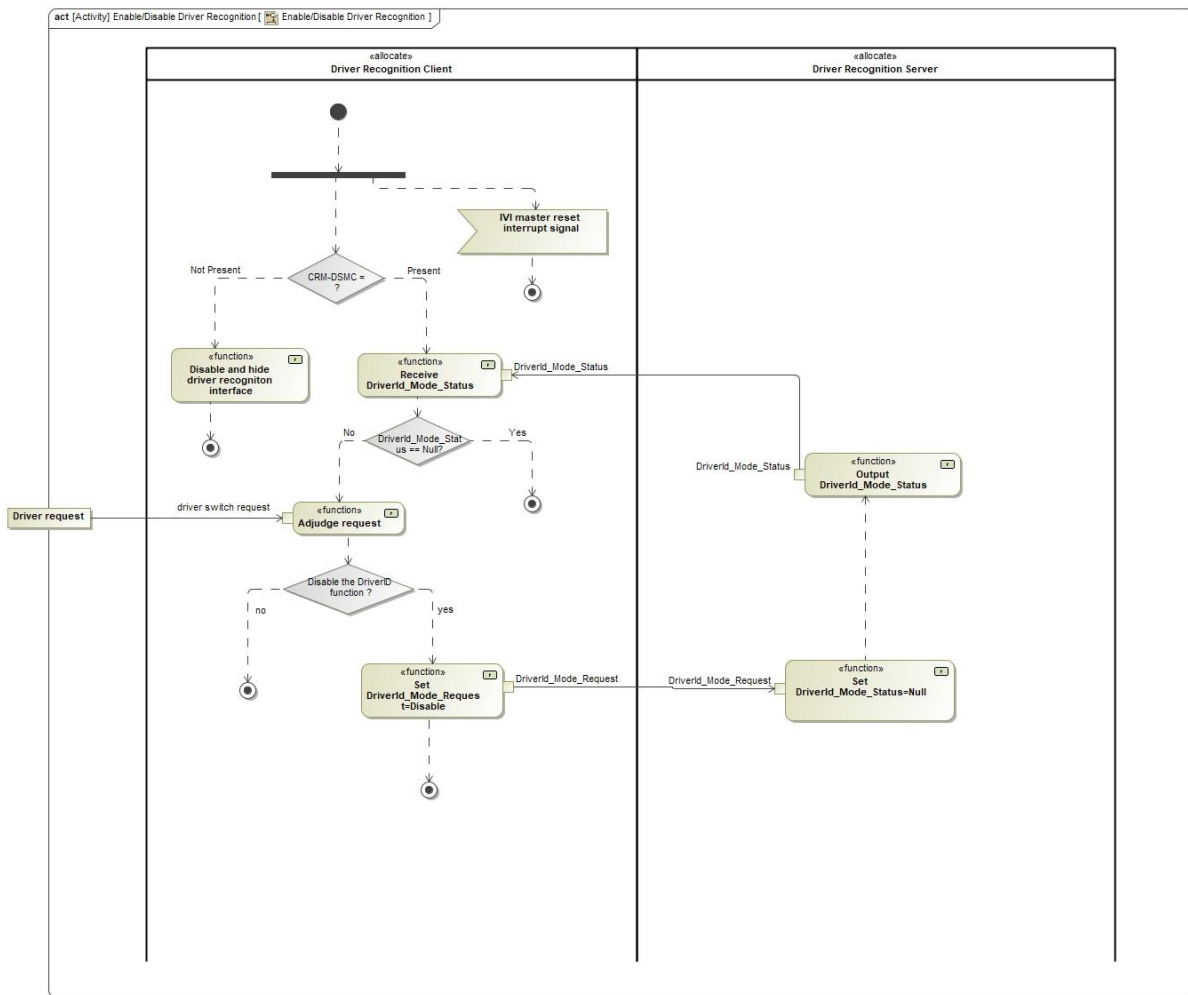 act [Activity] Enable/Disable Driver Recognition [ Enable/Disable Driver Recognition ]
«allocate»
Driver Recognition Client
«allocate»
Driver Recognition Server
IVI master reset
interrupt signal
Not Present
CRM-DSMC =
?
Present
«function»
Disable and hide
driver recogniton
interface
«function»
Receive
DriverId_Mode_Status
DriverId_Mode_Status
No
DriverId_Mode_Stat
us == Null?
Yes
DriverId_Mode_Status
«function»
Output
DriverId_Mode_Status
Driver request
driver switch request
«function»
Adjudge request
Disable the DriverID
function ?
no
yes
«function»
Set
DriverId_Mode_Reques
t=Disable
DriverId_Mode_Request
DriverId_Mode_Request
«function»
Set
DriverId_Mode_Status=Null